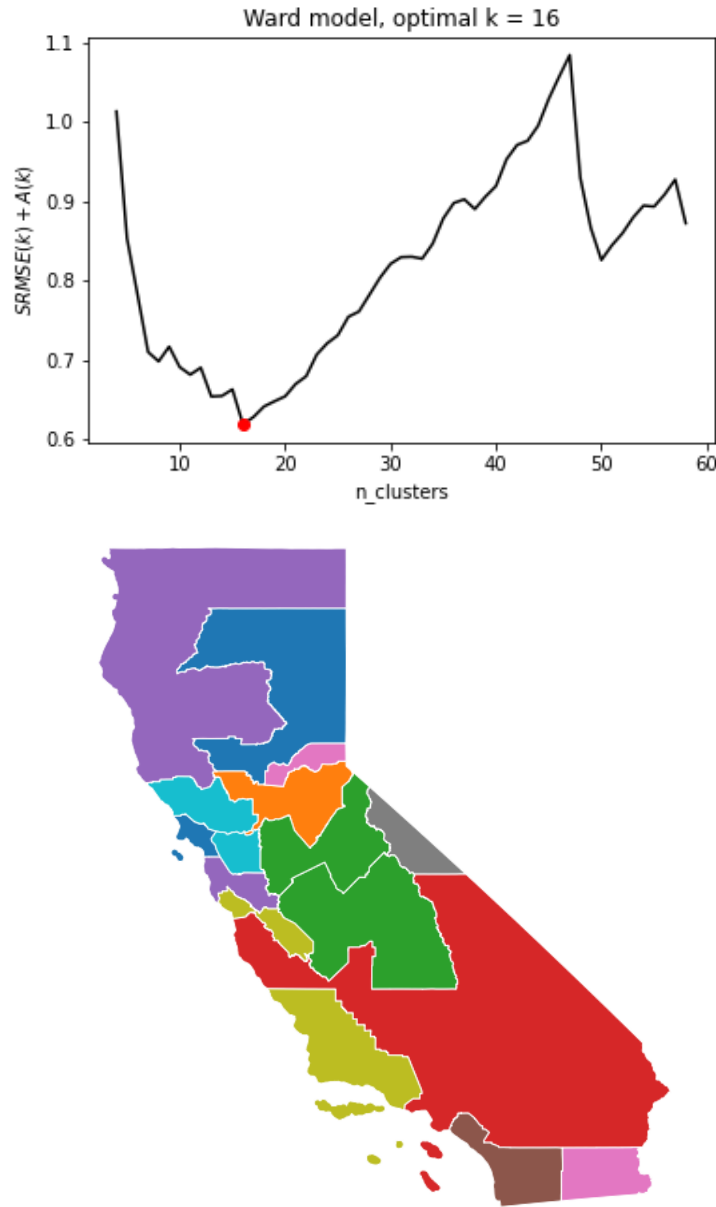 Ward model, optimal k = 16
1.1
1.0
0.9
0.8
0.7
0.6
SRMSE(k) + A(k)
10 20 30 40 50 60
n_clusters